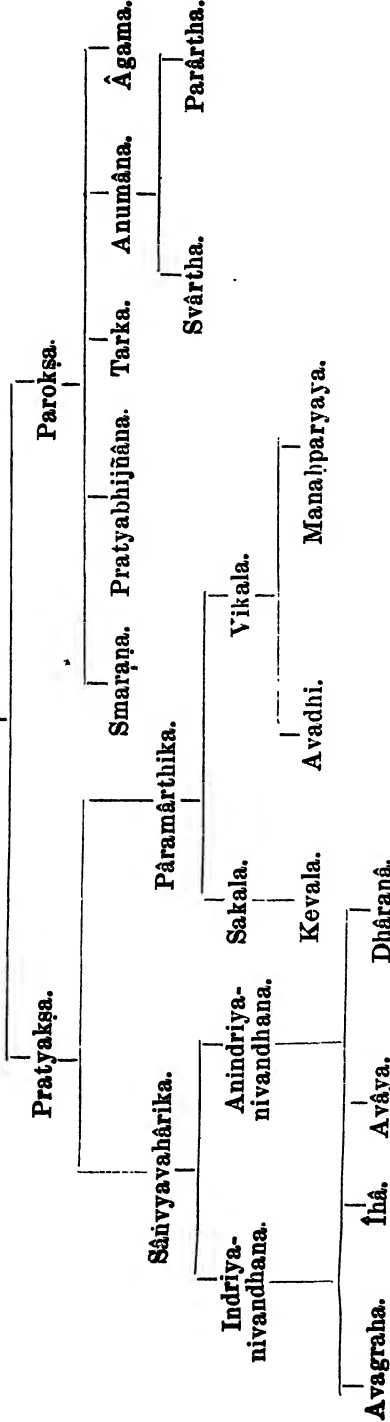 Pratyakṣa.
Parokṣa.
Sâṅvyavahârika.
Pâramârthika.
Smaraṇa.
Pratyabhijñâna.
Tarka.
Anumâna.
Âgama.
Indriya-
nivandhana.
Anindriya-
nivandhana.
Sakala.
Vikala.
Svârtha.
Parârtha.
Kevala.
Avadhi.
Manaḥparyaya.
Avagraha.
Îhâ.
Avâya.
Dhâraṇâ.